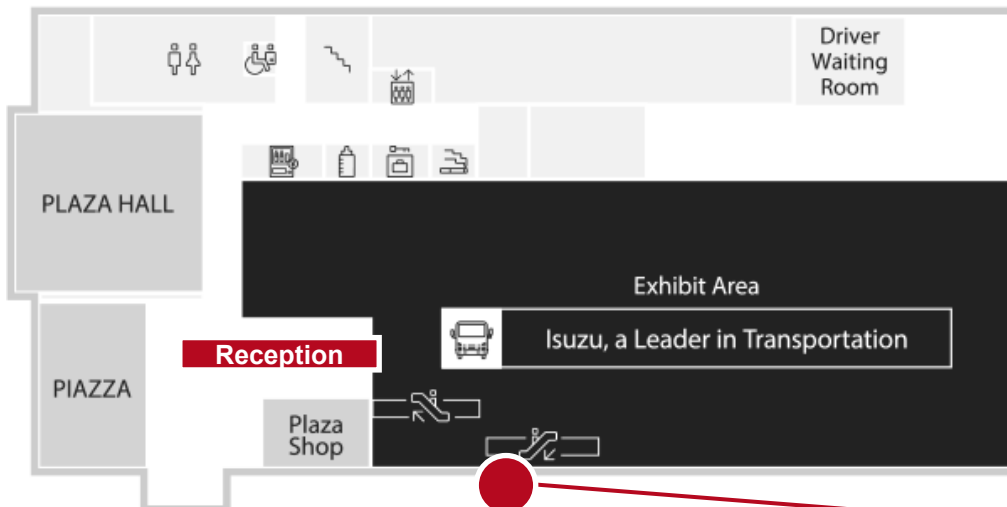 Driver
Waiting
Room
PLAZA HALL
Exhibit Area
Isuzu, a Leader in Transportation
Reception
PIAZZA
Plaza
Shop